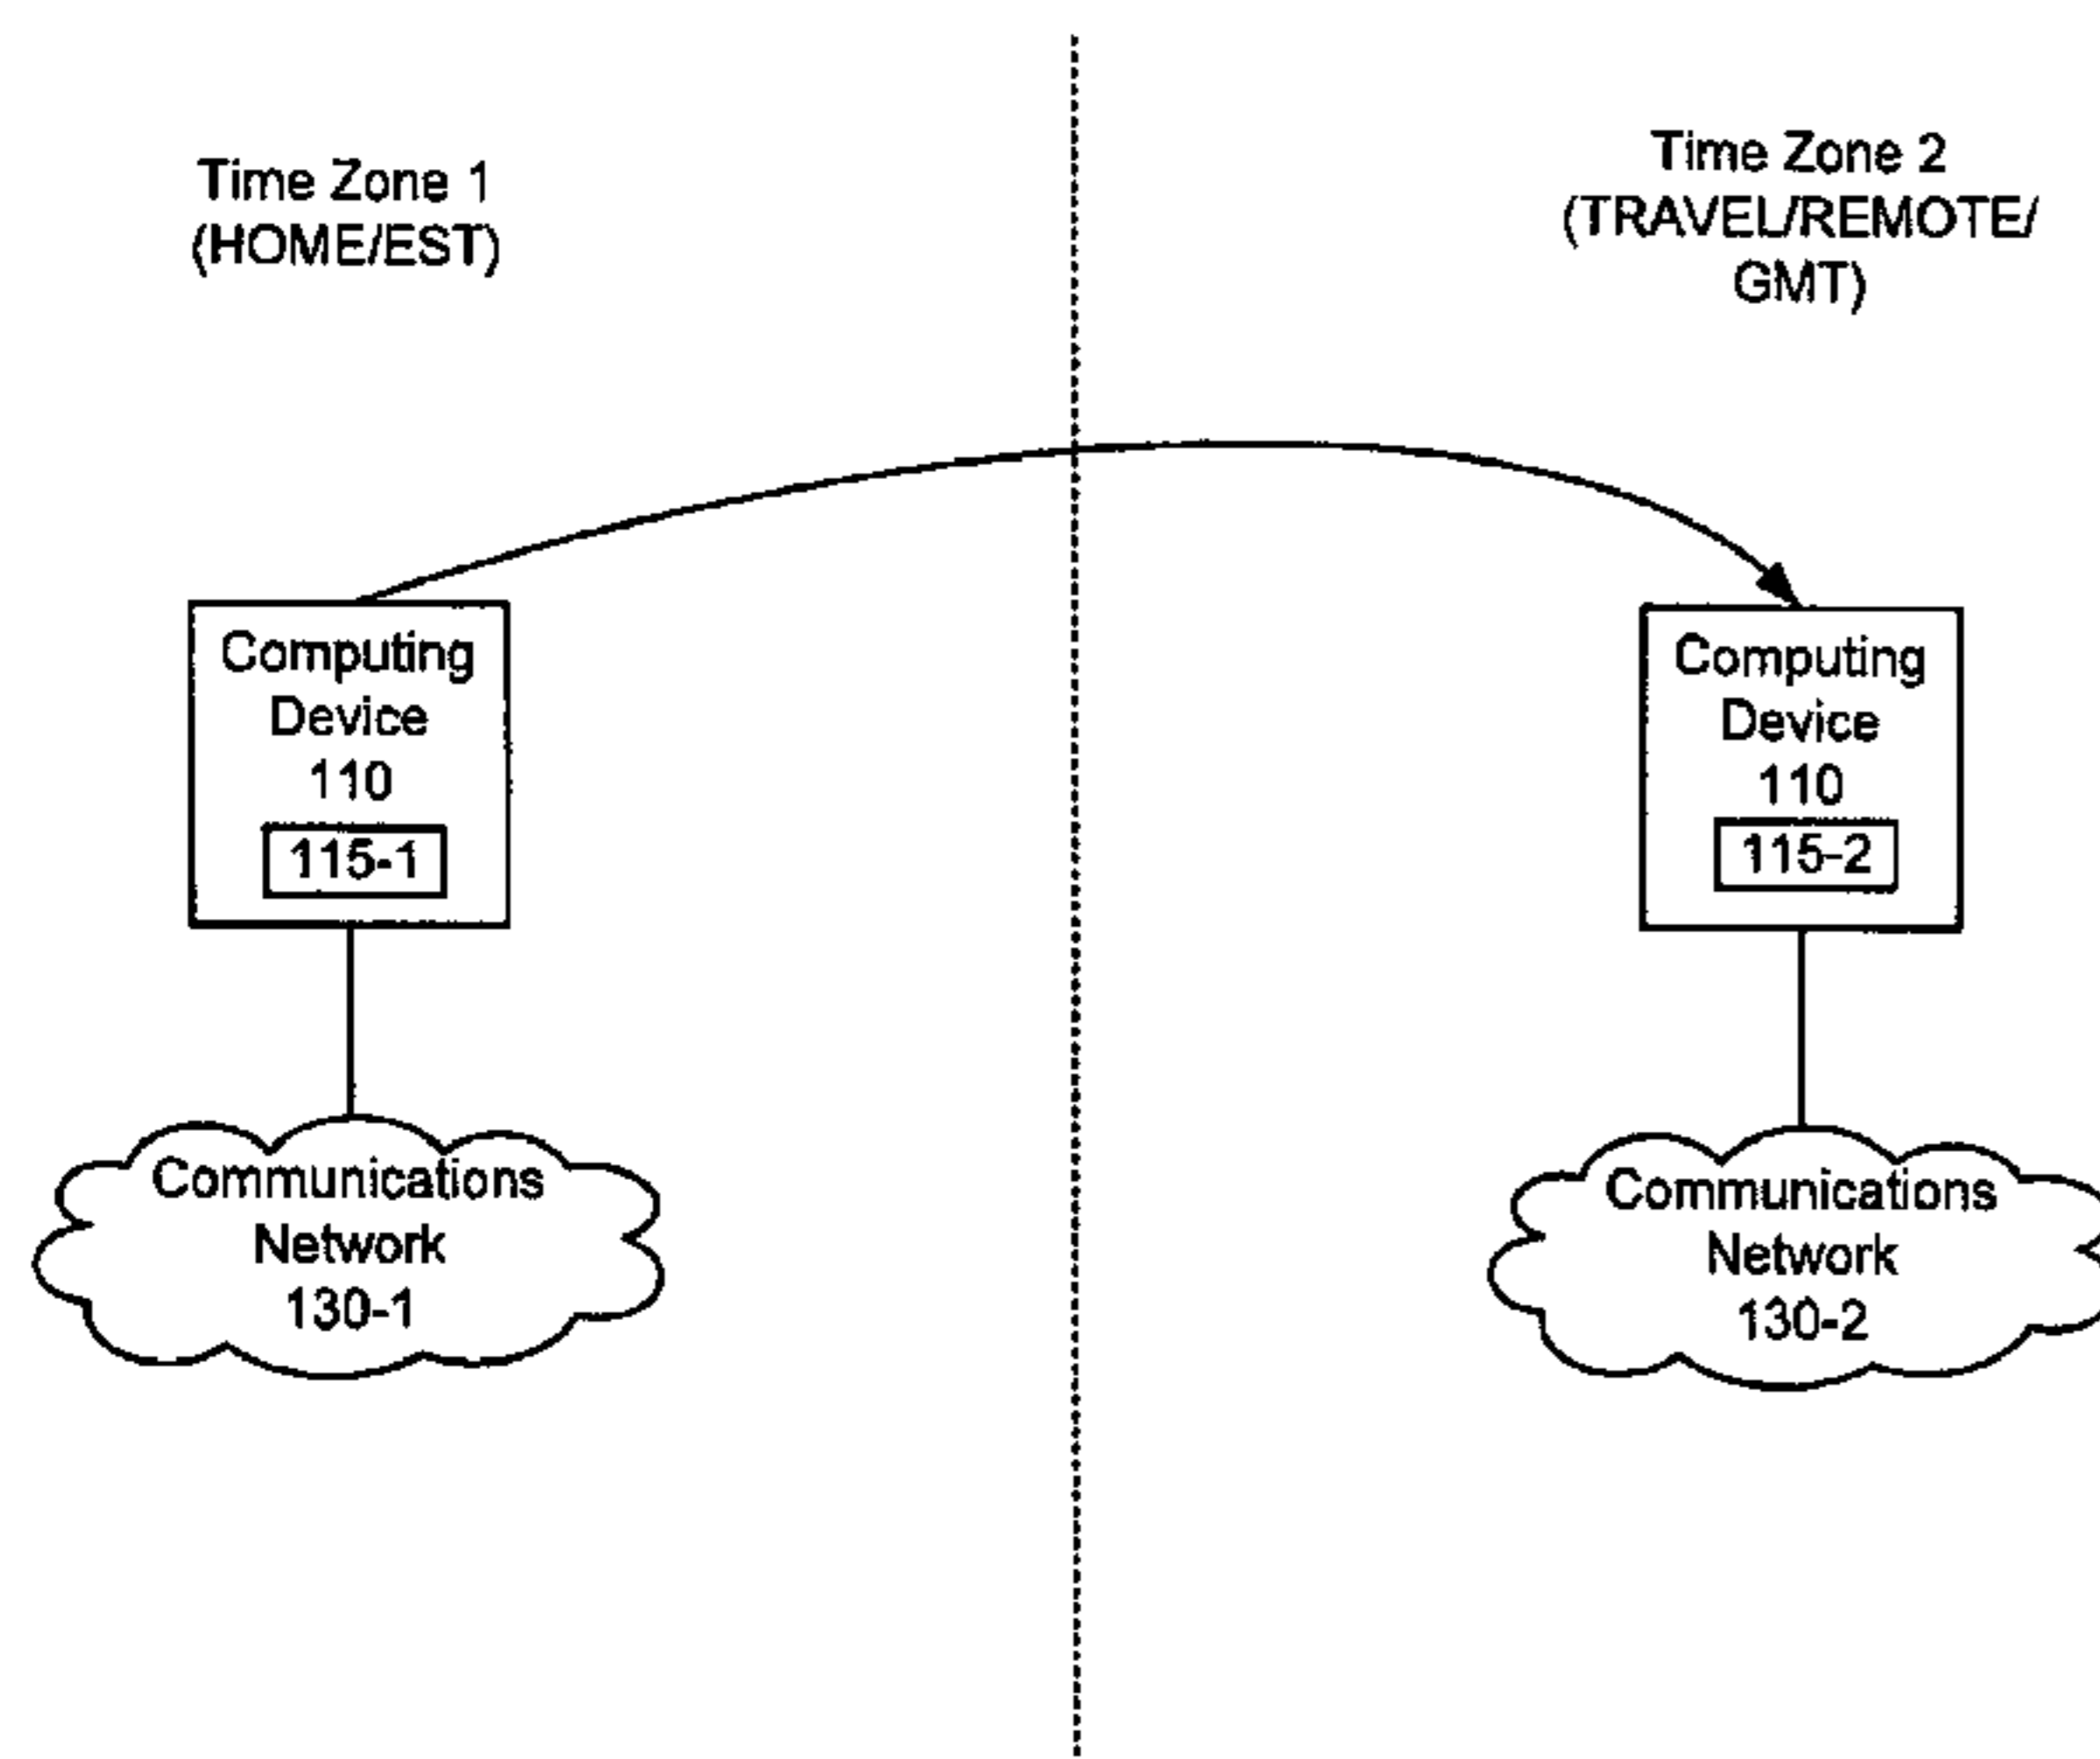 Time Zone 1
(HOME/EST)
Time Zone 2
(TRAVEL/REMOTE/
GMT)
Computing
Device
110
115-1
Computing
Device
110
115-2
Communications
Network
130-1
Communications
Network
130-2